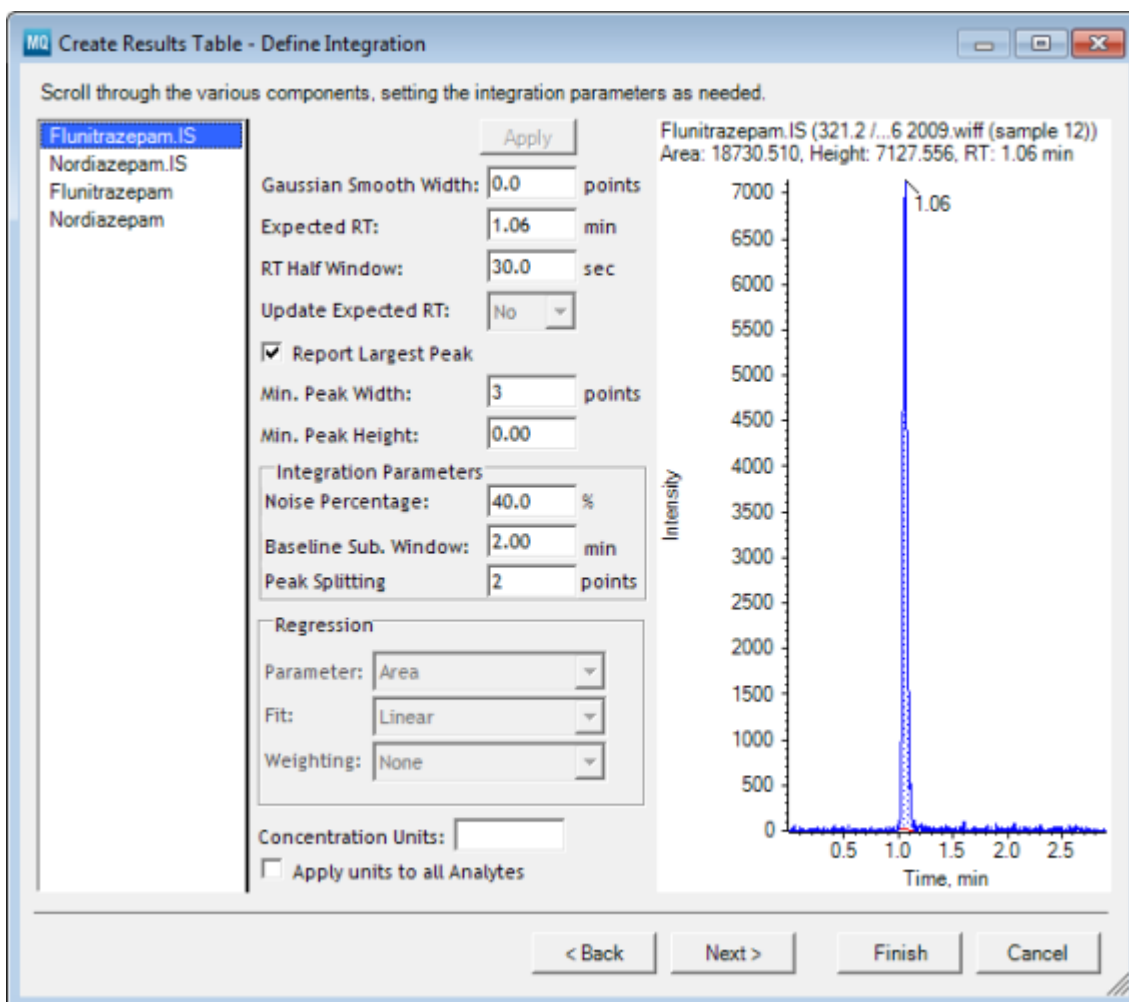 MQ Create Results Table - Define Integration
Scroll through the various components, setting the integration parameters as needed.
Flunitrazepam.IS
Nordiazepam.IS
Flunitrazepam
Nordiazepam
Apply
Gaussian Smooth Width: 0.0 points
Expected RT: 1.06 min
RT Half Window: 30.0 sec
Update Expected RT: No
Report Largest Peak
Min. Peak Width: 3 points
Min. Peak Height: 0.00
Integration Parameters
Noise Percentage: 40.0 %
Baseline Sub. Window: 2.00 min
Peak Splitting 2 points
Regression
Parameter: Area
Fit: Linear
Weighting: None
Concentration Units:
Apply units to all Analytes
Flunitrazepam.IS (321.2 /...6 2009.wiff (sample 12))
Area: 18730.510, Height: 7127.556, RT: 1.06 min
1.06
7000
6500
6000
5500
5000
4500
4000
3500
3000
2500
2000
1500
1000
500
0
Intensity
0.5 1.0 1.5 2.0 2.5
Time, min
< Back Next > Finish Cancel